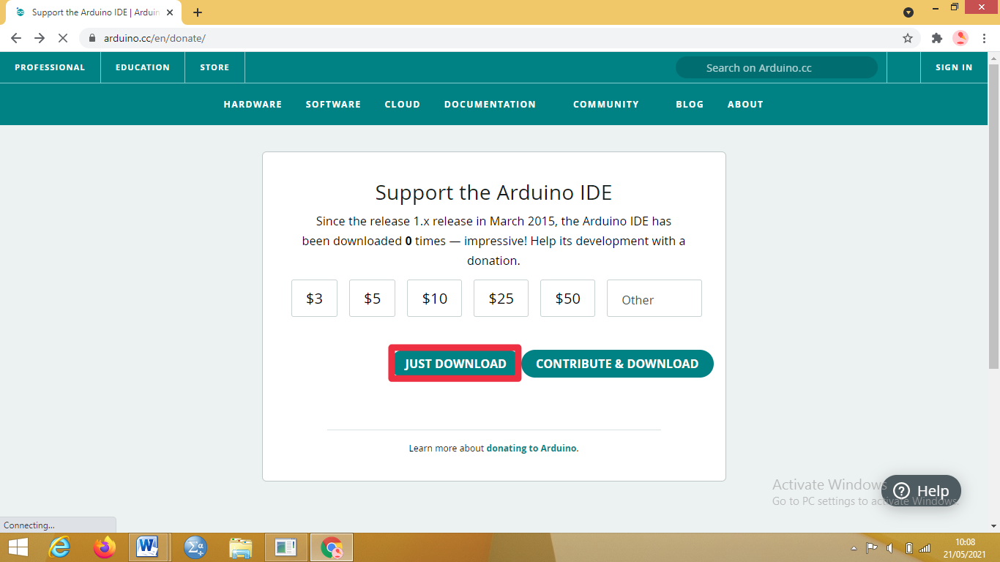 Support the Arduino IDE | Arduin
arduino.cc/en/donate/
PROFESSIONAL
EDUCATION
STORE
Search on Arduino.cc
SIGN IN
HARDWARE
SOFTWARE
CLOUD
DOCUMENTATION
COMMUNITY
BLOG
ABOUT
Support the Arduino IDE
Since the release 1.x release in March 2015, the Arduino IDE has
been downloaded 0 times — impressive! Help its development with a
donation.
$3
$5
$10
$25
$50
Other
JUST DOWNLOAD
CONTRIBUTE & DOWNLOAD
Learn more about donating to Arduino.
Activate Windows
Go to PC settings to activate Windows.
Help
Connecting...
10:08
21/05/2021